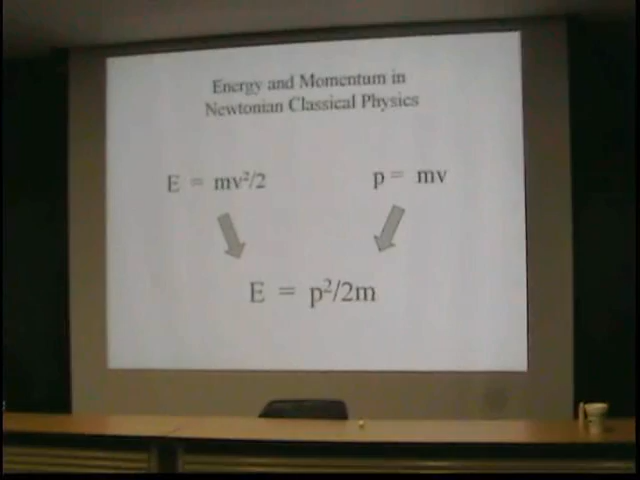 Energy and Momentum in
Newtonian Classical Physics
E = mv²/2
p = mv
E = p²/2m